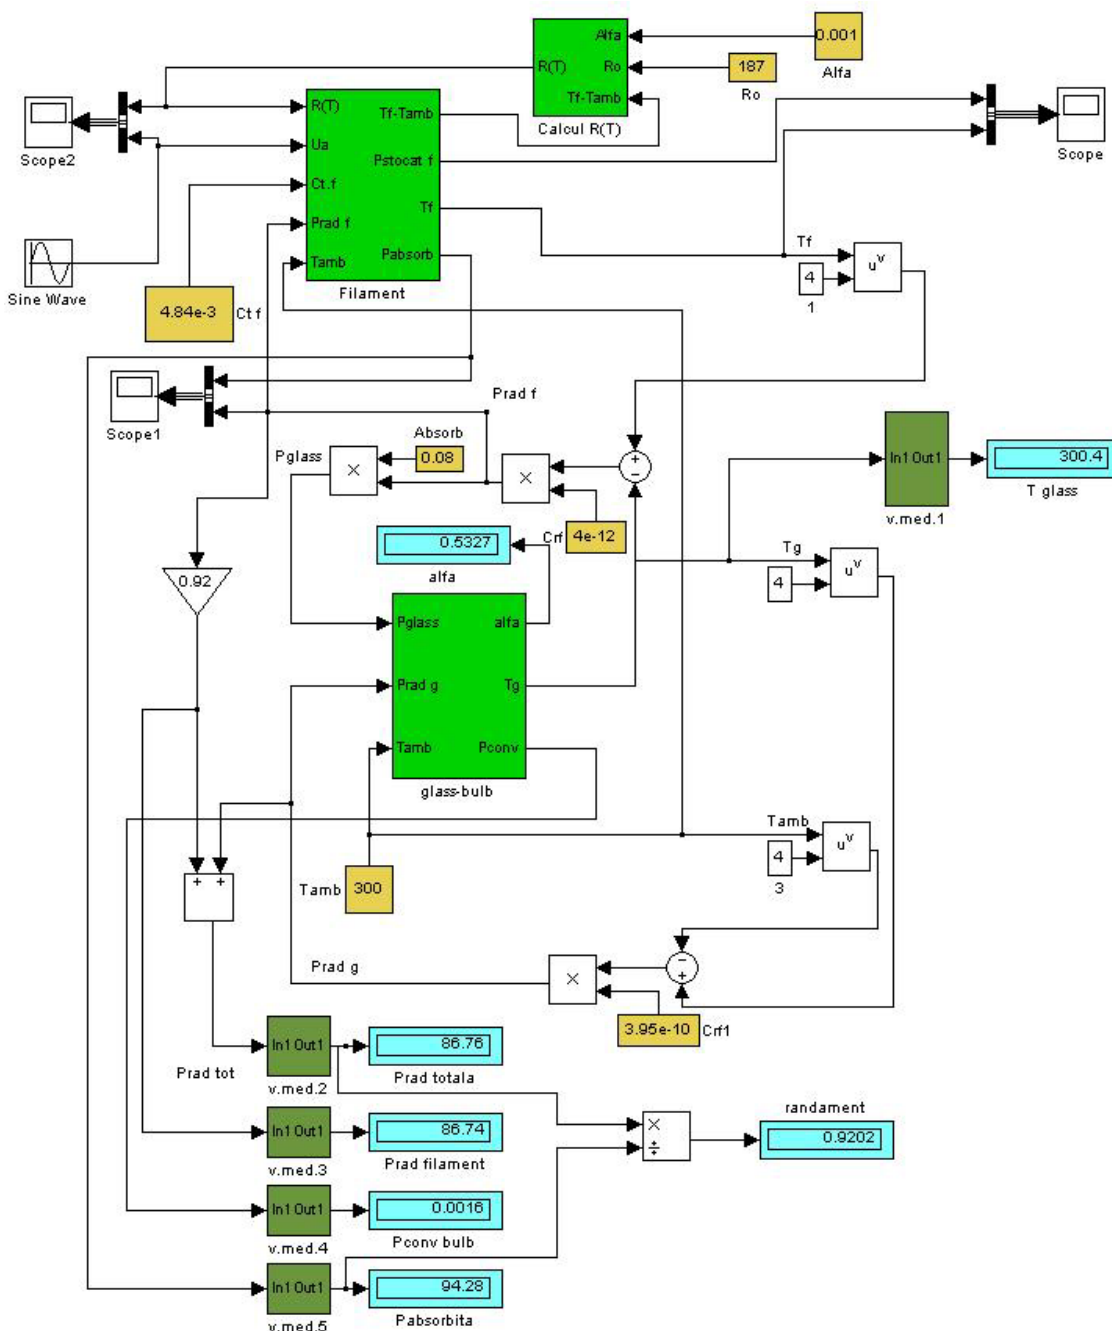 Alfa
R(T)
Ro
Tf-Tamb
Calcul R(T)
0.001
Alfa
187
Ro
Scope2
R(T)
Tf-Tamb
Ua
Pstocat f
Ct.f
Tf
Prad f
Pabsorb
Tamb
Filament
Scope
Sine Wave
4.84e-3
Ct f
Tf
4
1
u^v
Scope1
Prad f
Pglass
Absorb
0.08
×
×
+
−
Crf
4e-12
In1 Out1
v.med.1
300.4
T glass
0.5327
alfa
Tg
4
u^v
0.92
Pglass
alfa
Prad g
Tg
Tamb
Pconv
glass-bulb
Tamb
300
Tamb
4
3
u^v
+ +
Prad g
×
−
+
3.95e-10
Crf1
Prad tot
In1 Out1
v.med.2
86.76
Prad totala
In1 Out1
v.med.3
86.74
Prad filament
×
÷
randament
0.9202
In1 Out1
v.med.4
0.0016
Pconv bulb
In1 Out1
v.med.5
94.28
Pabsorbita